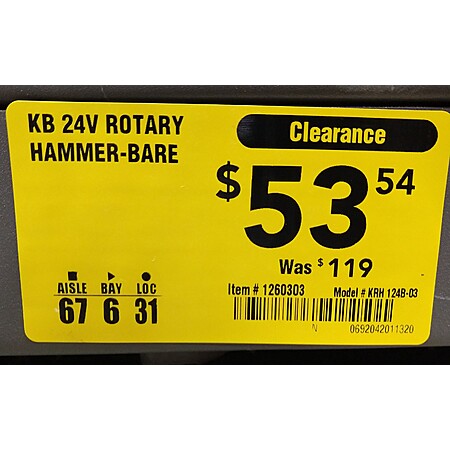 KB 24V ROTARY
HAMMER-BARE
Clearance
$53 54
Was $119
AISLE BAY LOC
67 6 31
Item # 1260303 Model # KRH 124B-03
N 0692042011320